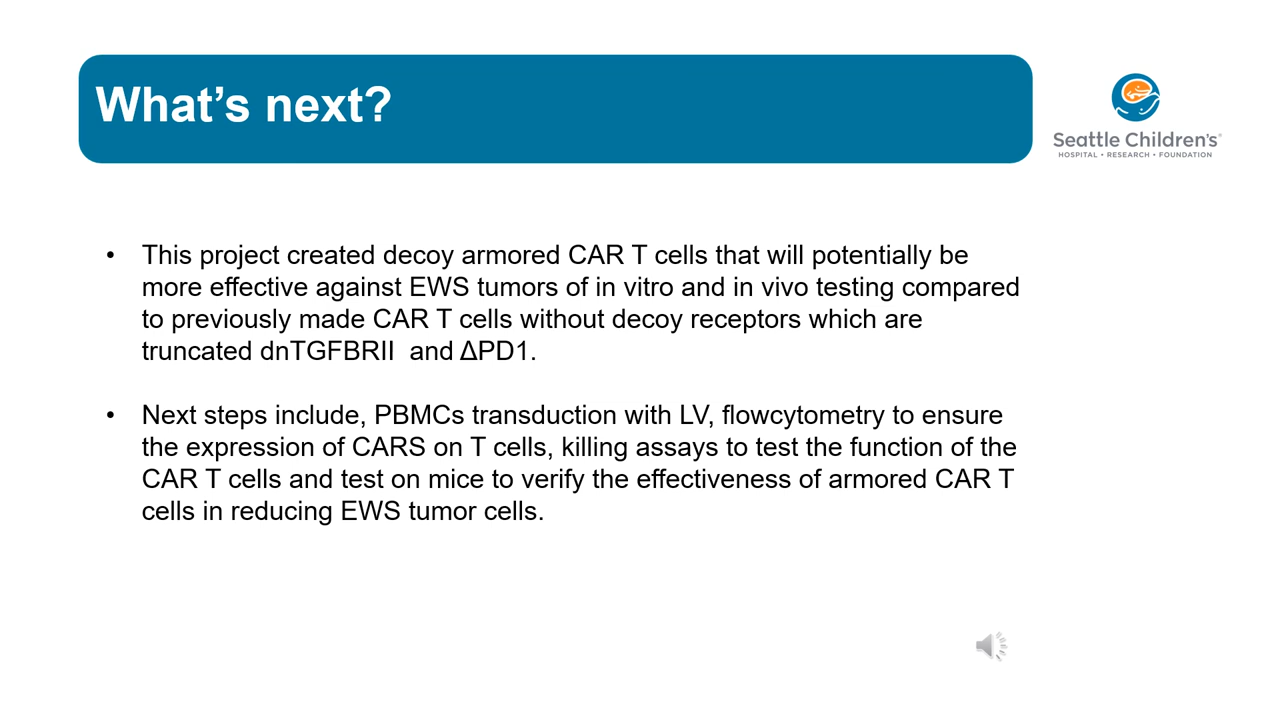 What’s next?
Seattle Children’s®
HOSPITAL • RESEARCH • FOUNDATION
• This project created decoy armored CAR T cells that will potentially be
more effective against EWS tumors of in vitro and in vivo testing compared
to previously made CAR T cells without decoy receptors which are
truncated dnTGFBRII  and ΔPD1.
• Next steps include, PBMCs transduction with LV, flowcytometry to ensure
the expression of CARS on T cells, killing assays to test the function of the
CAR T cells and test on mice to verify the effectiveness of armored CAR T
cells in reducing EWS tumor cells.